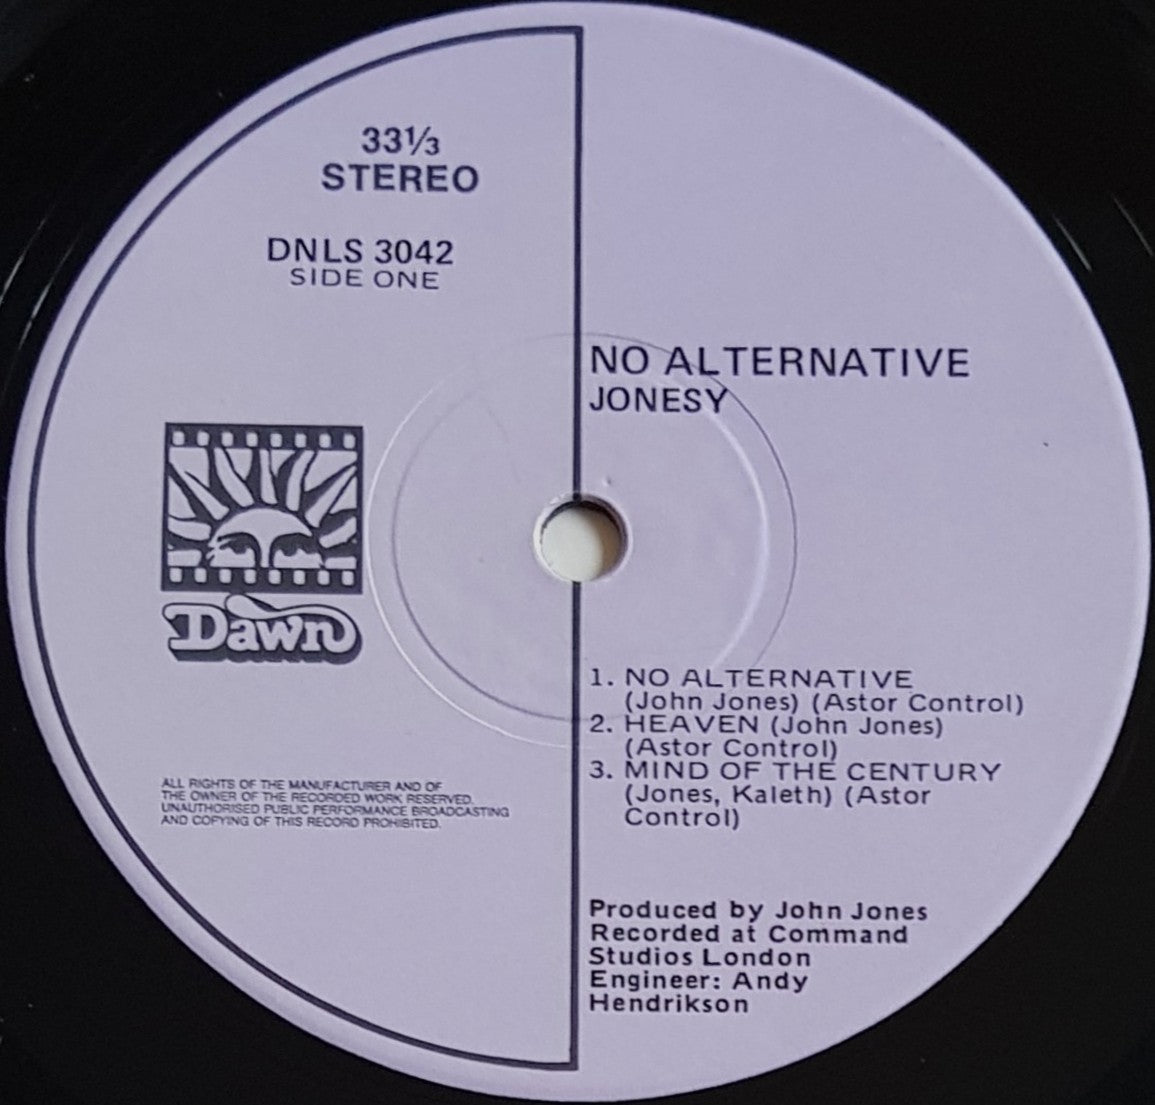 33⅓
STEREO
DNLS 3042
SIDE ONE
Dawn
ALL RIGHTS OF THE MANUFACTURER AND OF
THE OWNER OF THE RECORDED WORK RESERVED.
UNAUTHORISED PUBLIC PERFORMANCE BROADCASTING
AND COPYING OF THIS RECORD PROHIBITED.
NO ALTERNATIVE
JONESY
1. NO ALTERNATIVE
(John Jones) (Astor Control)
2. HEAVEN (John Jones)
(Astor Control)
3. MIND OF THE CENTURY
(Jones, Kaleth) (Astor
Control)
Produced by John Jones
Recorded at Command
Studios London
Engineer: Andy
Hendrikson